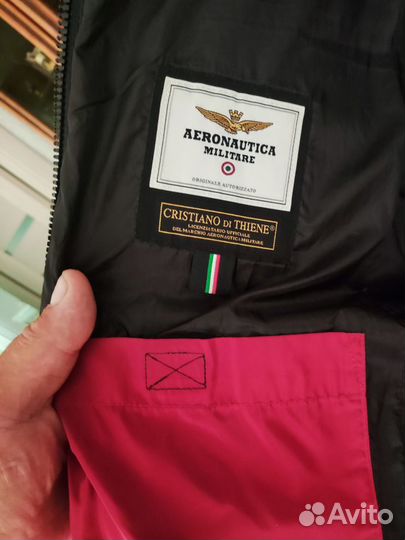 AERONAUTICA
MILITARE
ORIGINALE AUTORIZZATO
CRISTIANO DI THIENE®
LICENZIATARIO UFFICIALE
DEL MARCHIO AERONAUTICA MILITARE
Avito